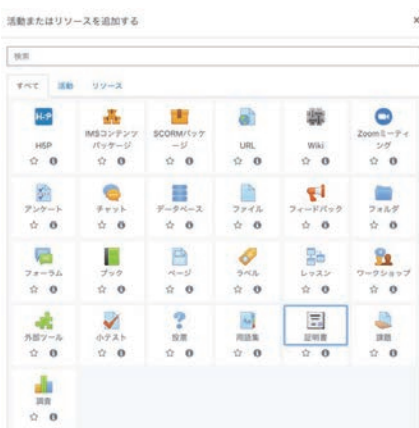 活動またはリソースを追加する
検索
すべて 活動 リソース
H5P
H5P
IMSコンテンツ
パッケージ
SCORMパッケ
ージ
URL
Wiki
Zoomミーティ
ング
アンケート
チャット
データベース
ファイル
フィードバック
フォルダ
フォーラム
ブック
ページ
ラベル
レッスン
ワークショップ
外部ツール
小テスト
投票
用語集
証明書
課題
調査